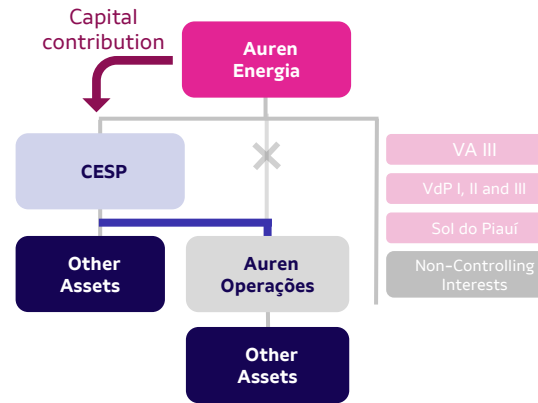 Capital
contribution
Auren
Energia
CESP
VA III
VdP I, II and III
Sol do Piauí
Non-Controlling
Interests
Other
Assets
Auren
Operações
Other
Assets